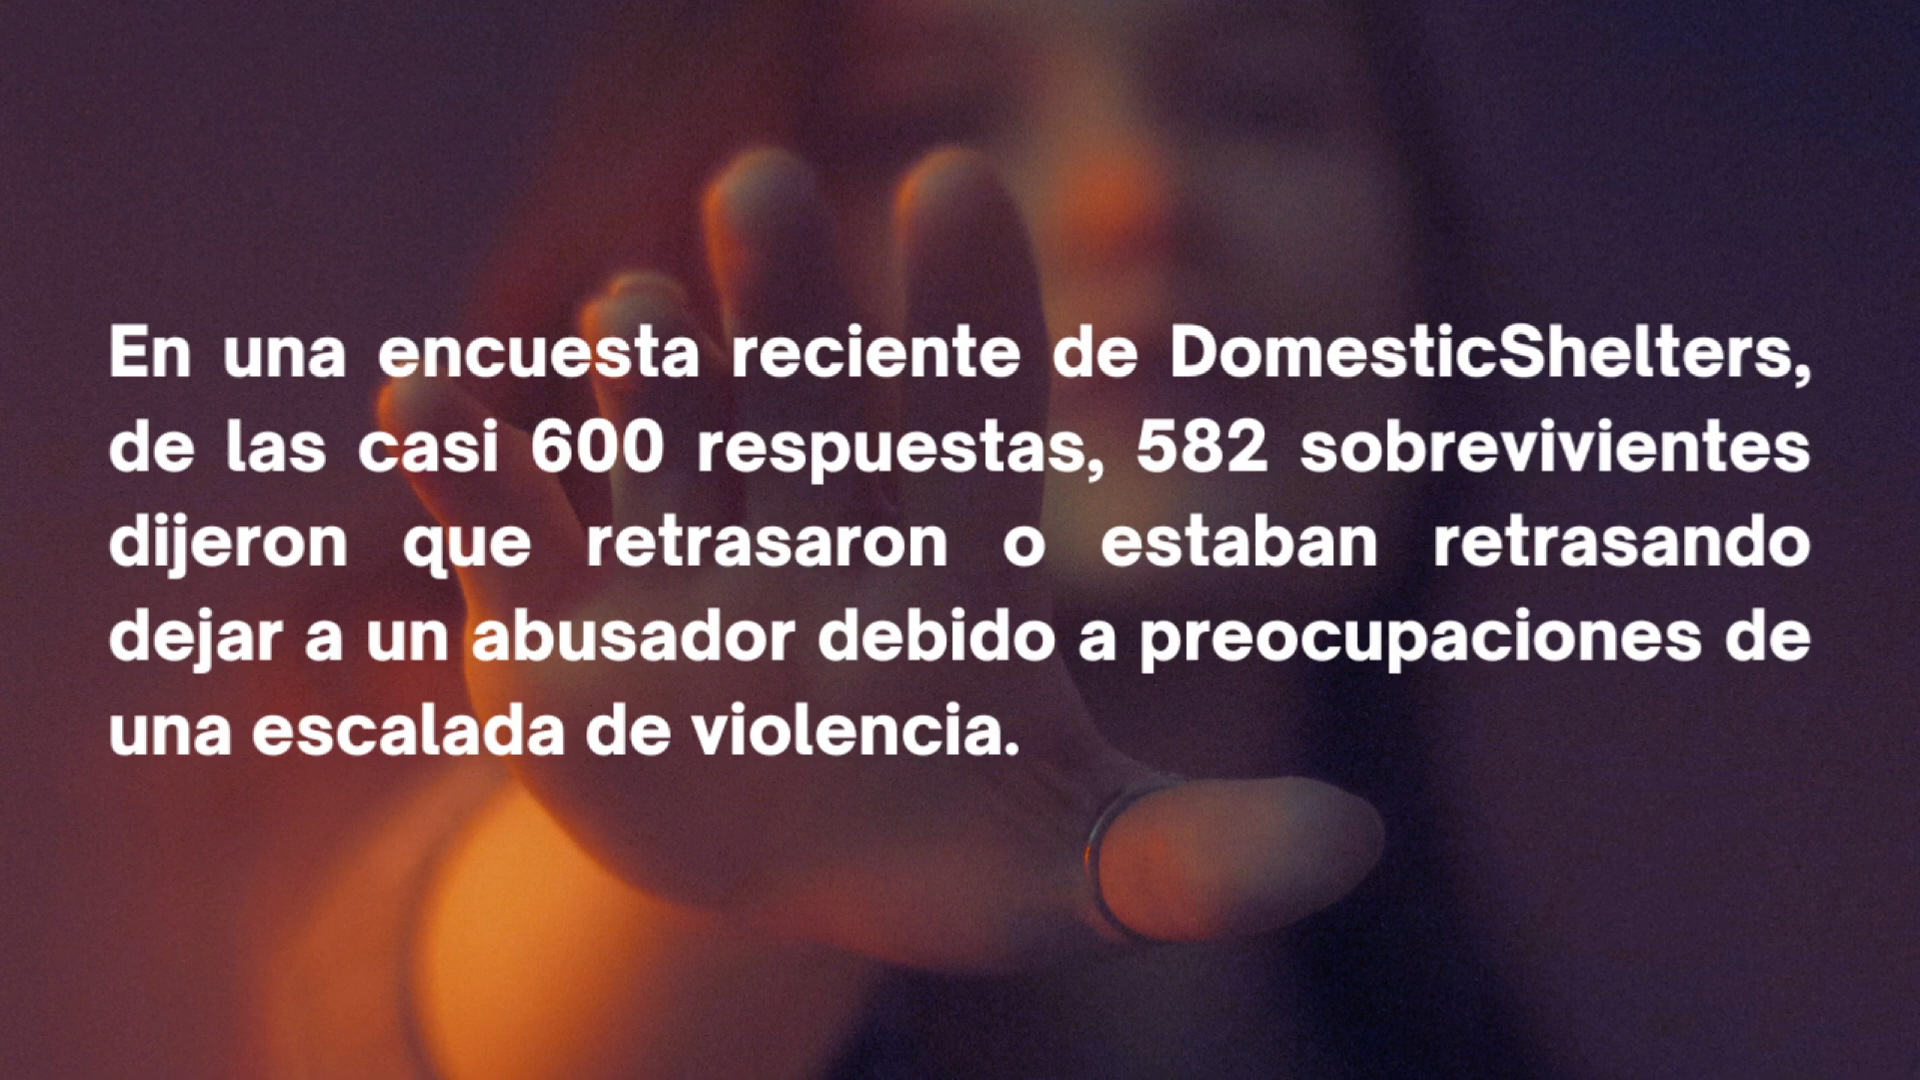 En una encuesta reciente de DomesticShelters,
de las casi 600 respuestas, 582 sobrevivientes
dijeron que retrasaron o estaban retrasando
dejar a un abusador debido a preocupaciones de
una escalada de violencia.